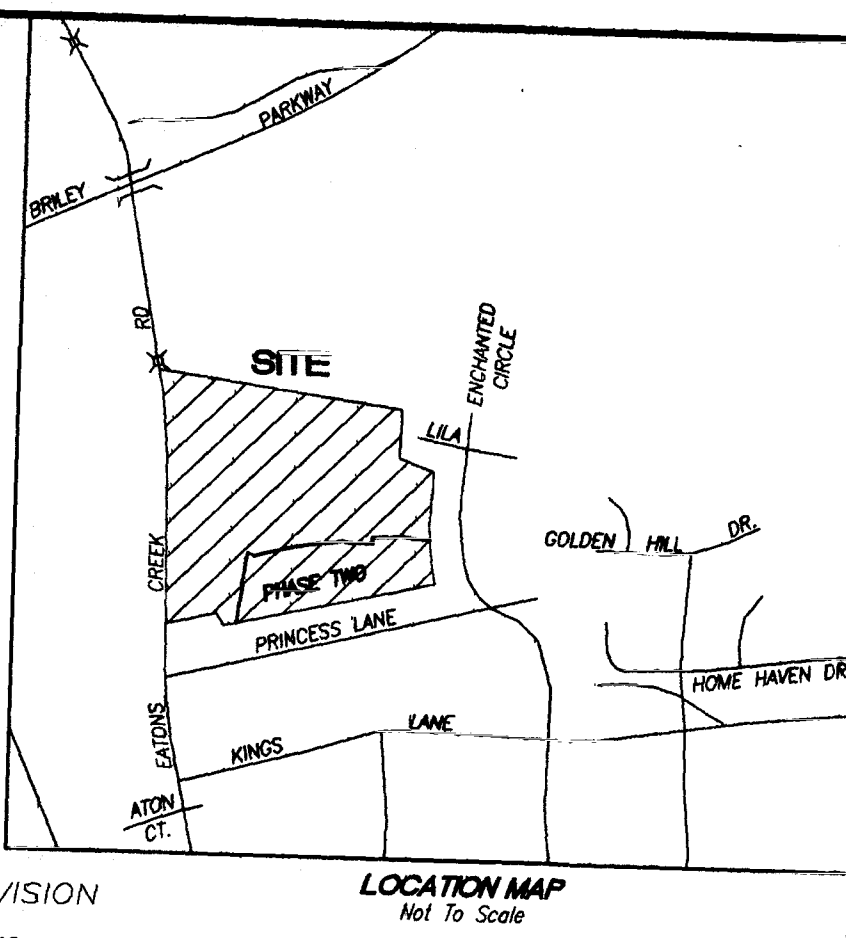 BRILEY PARKWAY
RD
SITE
ENCHANTED
CIRCLE
LILA
GOLDEN HILL DR.
CREEK
PHASE TWO
PRINCESS LANE
HOME HAVEN DR
EATONS
KINGS LANE
ATON
CT.
VISION
LOCATION MAP
Not To Scale